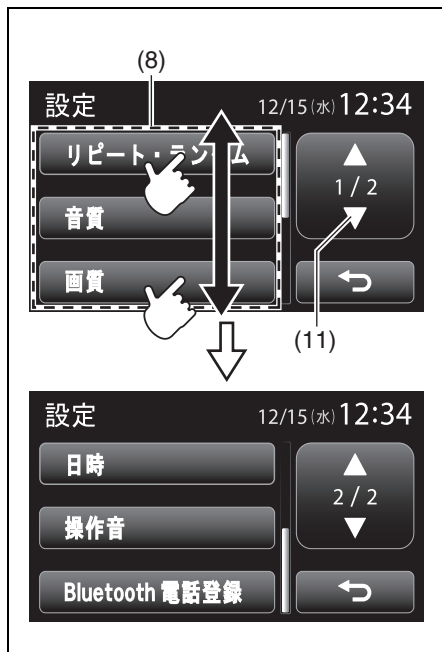 (8)
設定 12/15(水)12:34
リピート・ランダム
1 / 2
音質
画質
(11)
設定 12/15(水)12:34
日時
2 / 2
操作音
Bluetooth 電話登録